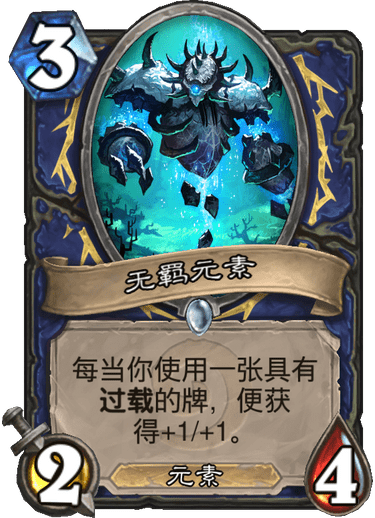 3
无羁元素
每当你使用一张具有
过载的牌，便获
得+1/+1。
2
元素
4